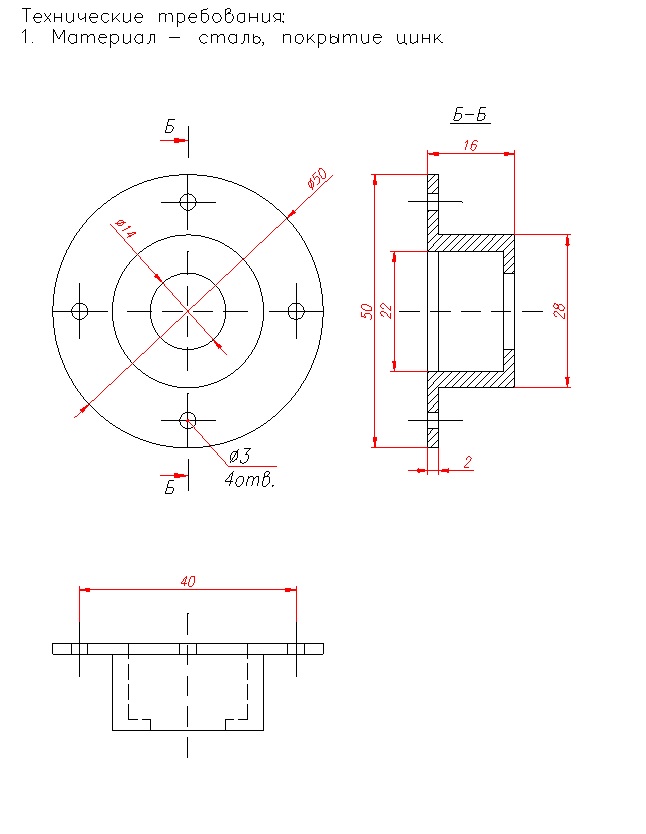 Технические требования:
1. Материал – сталь, покрытие цинк
Б
Б-Б
16
ø50
ø14
50
22
28
ø3
4отв.
Б
2
40